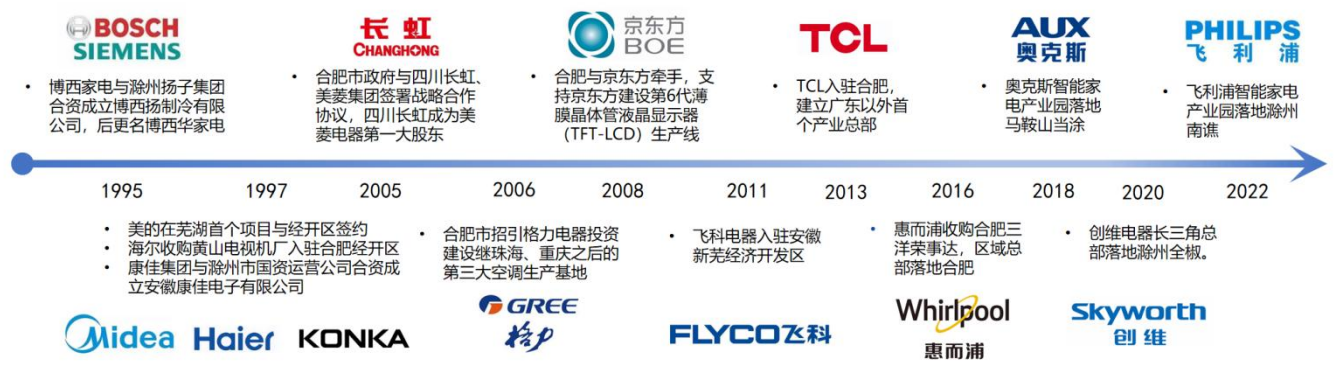 BOSCH
SIEMENS
长虹
CHANGHONG
京东方
BOE
TCL
AUX
奥克斯
PHILIPS
飞利浦
• 博西家电与滁州扬子集团
合资成立博西扬制冷有限
公司，后更名博西华家电
• 合肥市政府与四川长虹、
美菱集团签署战略合作
协议，四川长虹成为美
菱电器第一大股东
• 合肥与京东方牵手，支
持京东方建设第6代薄
膜晶体管液晶显示器
（TFT-LCD）生产线
• TCL入驻合肥，
建立广东以外首
个产业总部
• 奥克斯智能家
电产业园落地
马鞍山当涂
• 飞利浦智能家电
产业园落地滁州
南谯
1995
1997
2005
2006
2008
2011
2013
2016
2018
2020
2022
• 美的在芜湖首个项目与经开区签约
• 海尔收购黄山电视机厂入驻合肥经开区
• 康佳集团与滁州市国资运营公司合资成
立安徽康佳电子有限公司
• 合肥市招引格力电器投资
建设继珠海、重庆之后的
第三大空调生产基地
• 飞科电器入驻安徽
新芜经济开发区
• 惠而浦收购合肥三
洋荣事达，区域总
部落地合肥
• 创维电器长三角总
部落地滁州全椒。
Midea
Haier
KONKA
GREE
格力
FLYCO飞科
Whirlpool
惠而浦
Skyworth
创维